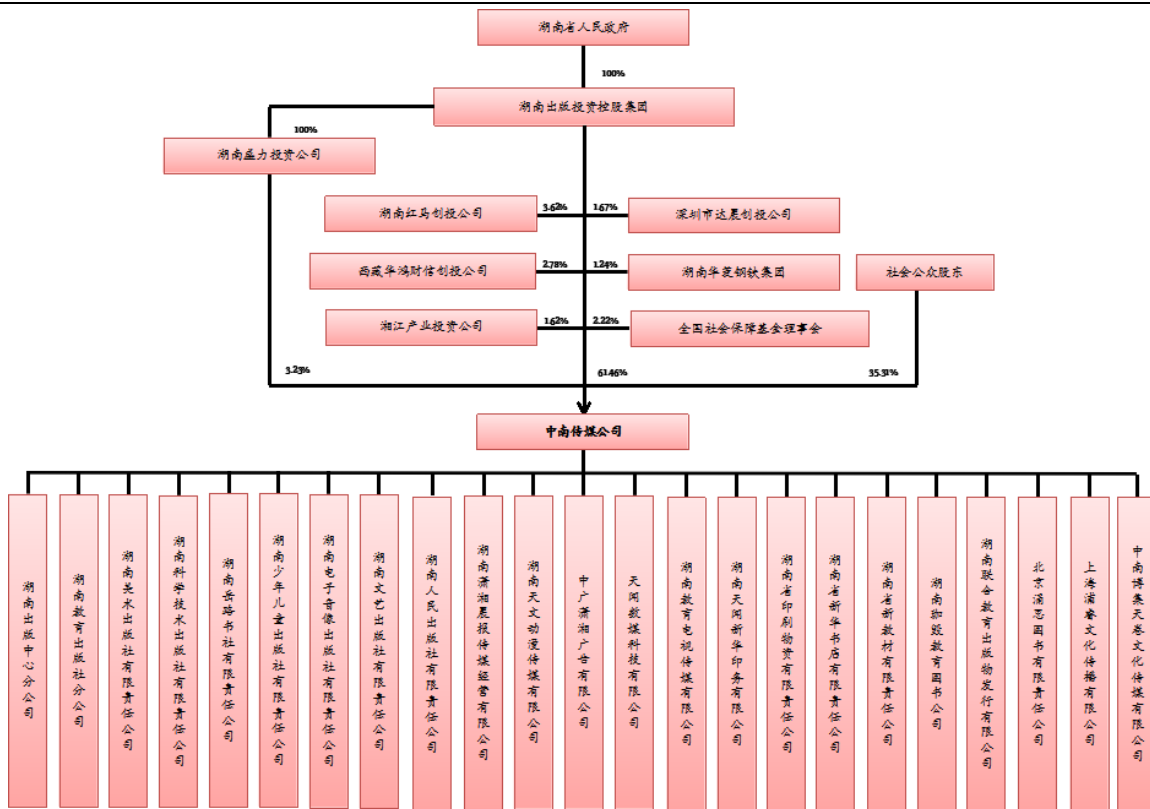 湖南省人民政府
100%
湖南出版投资控股集团
100%
湖南盛力投资公司
湖南红马创投公司
3.62%
1.67%
深圳市达晨创投公司
西藏华鸿财信创投公司
2.78%
1.24%
湖南华菱钢铁集团
社会公众股东
湘江产业投资公司
1.62%
2.22%
全国社会保障基金理事会
3.23%
61.46%
35.31%
中南传媒公司
湖南出版中心分公司
湖南教育出版社分公司
湖南美术出版社有限责任公司
湖南科学技术出版社有限责任公司
湖南岳麓书社有限责任公司
湖南少年儿童出版社有限责任公司
湖南电子音像出版社有限责任公司
湖南文艺出版社有限责任公司
湖南人民出版社有限责任公司
湖南潇湘晨报传媒经营有限公司
湖南天文动漫传媒有限公司
中广潇湘广告有限公司
天闻数媒科技有限公司
湖南教育电视传媒有限公司
湖南天闻新华印务有限公司
湖南省印刷物资有限责任公司
湖南省新华书店有限责任公司
湖南省新教材有限责任公司
湖南珈汇教育图书公司
湖南联合教育出版物发行有限公司
北京涌思图书有限责任公司
上海浦睿文化传播有限公司
中南博集天卷文化传媒有限公司